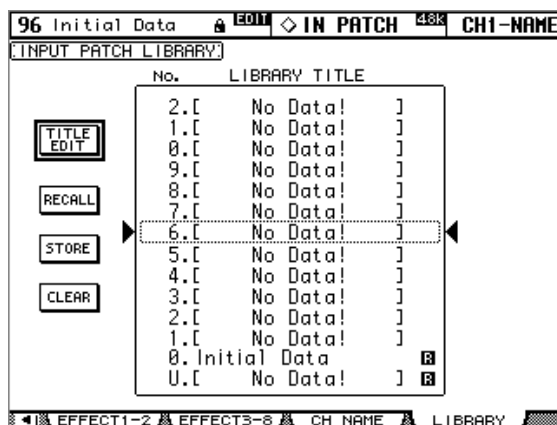 96 Initial Data EDIT IN PATCH 48K CH1-NAME
INPUT PATCH LIBRARY
No. LIBRARY TITLE
2.[ No Data! ]
1.[ No Data! ]
0.[ No Data! ]
9.[ No Data! ]
8.[ No Data! ]
7.[ No Data! ]
6.[ No Data! ]
5.[ No Data! ]
4.[ No Data! ]
3.[ No Data! ]
2.[ No Data! ]
1.[ No Data! ]
0.Initial Data R
U.[ No Data! ] R
TITLE
EDIT
RECALL
STORE
CLEAR
EFFECT1-2 EFFECT3-8 CH NAME LIBRARY